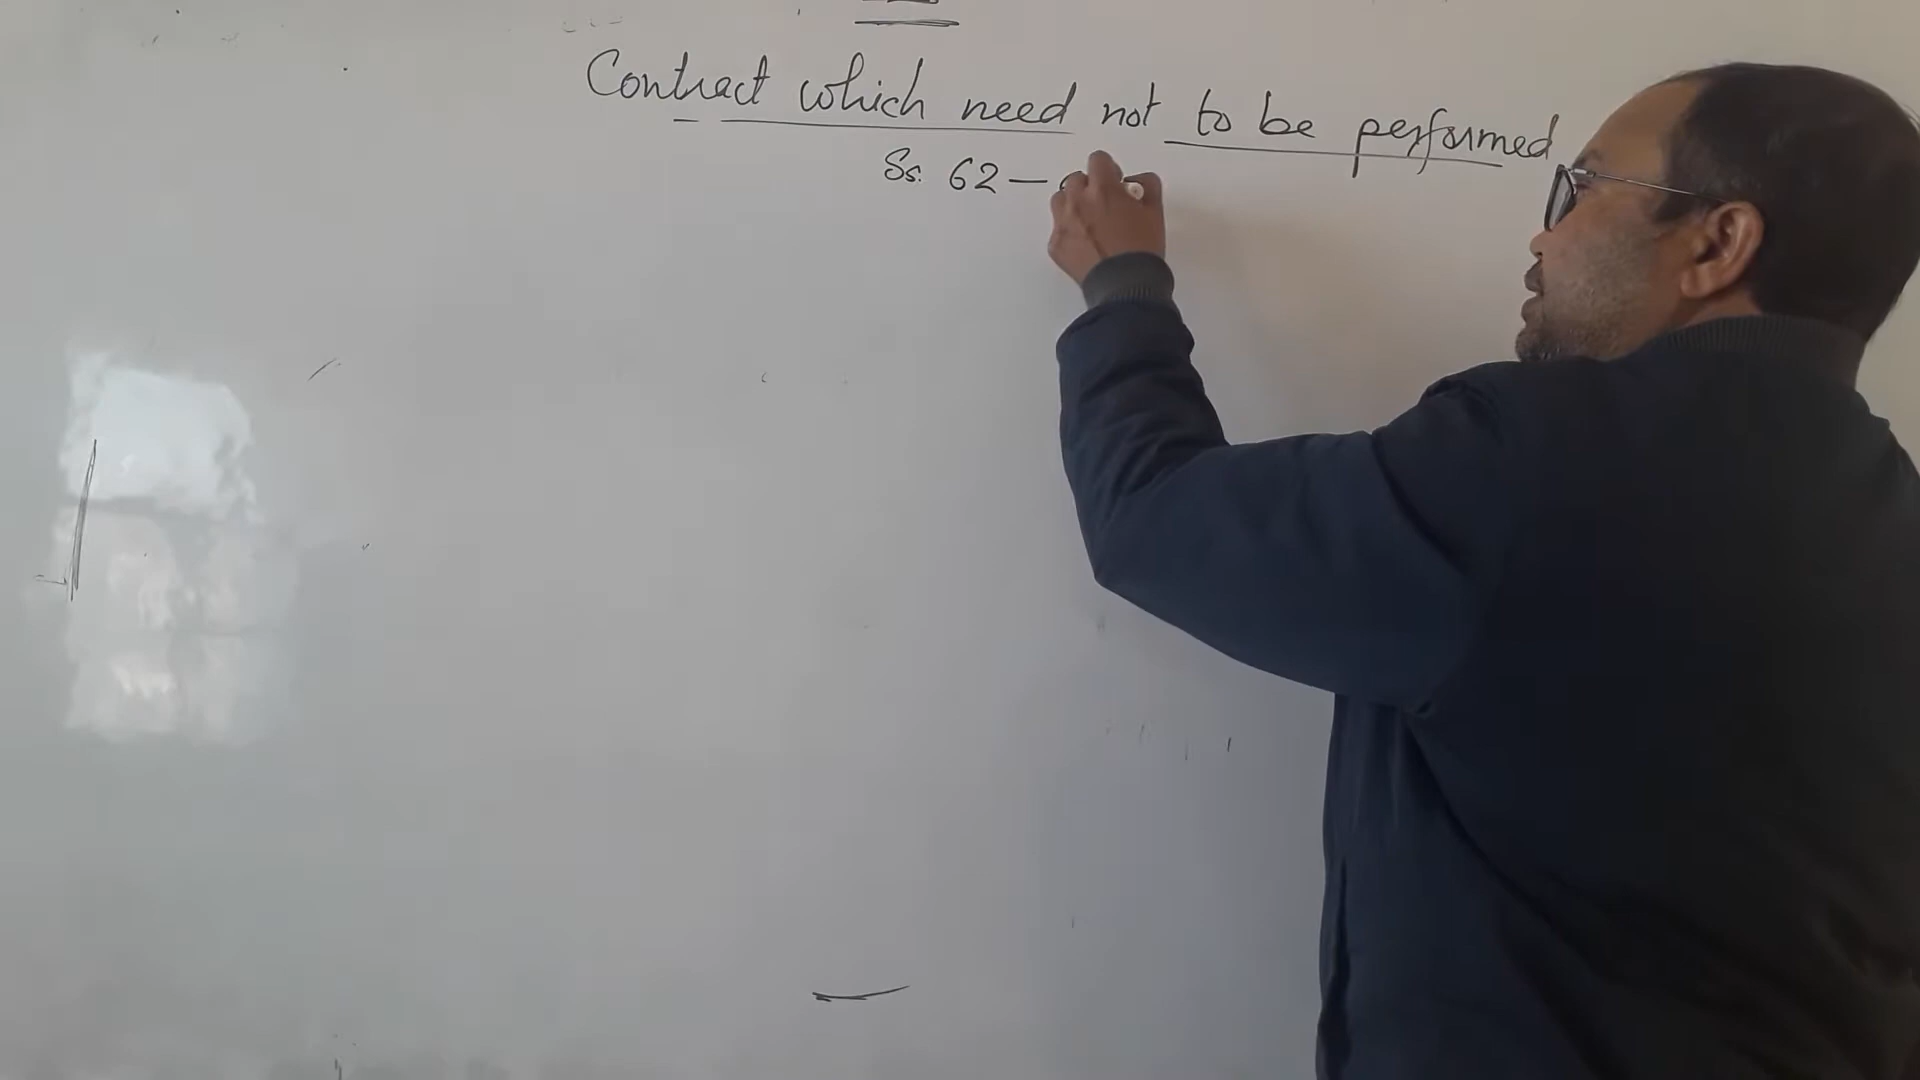 Contract which need not to be performed
Ss. 62 —